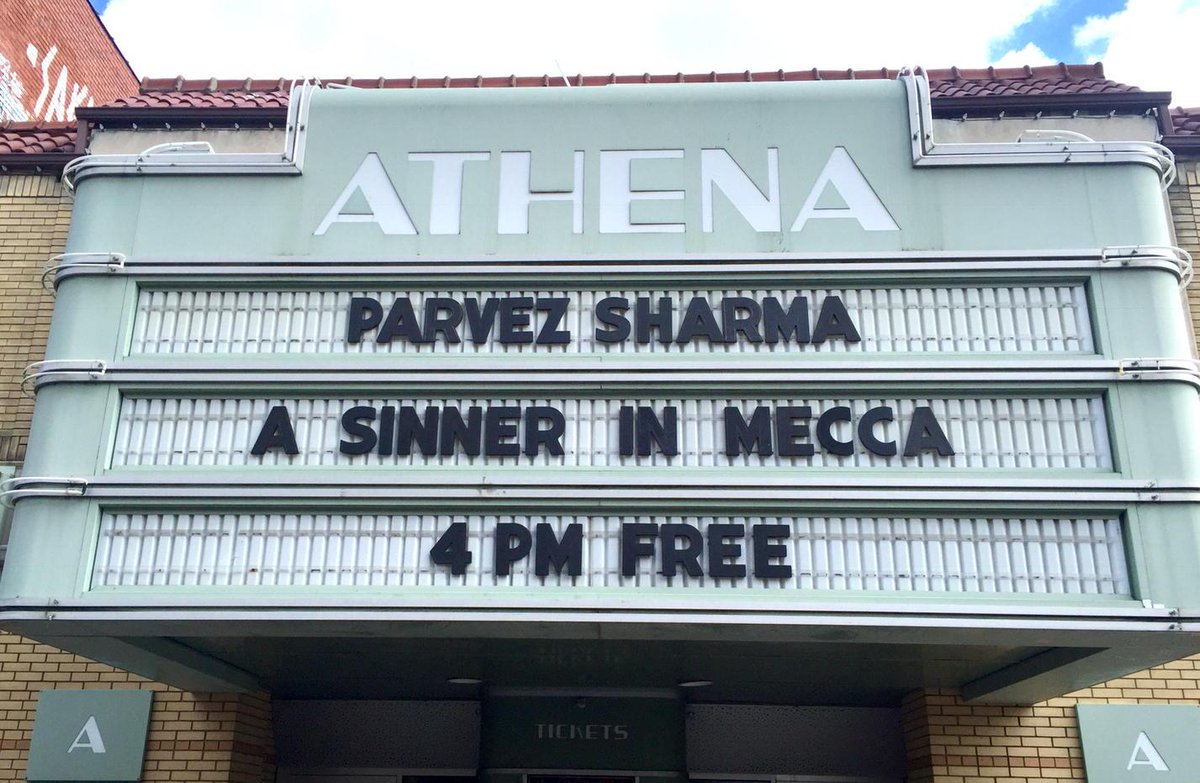 ATHENA
PARVEZ SHARMA
A SINNER IN MECCA
4 PM FREE
TICKETS
A
A